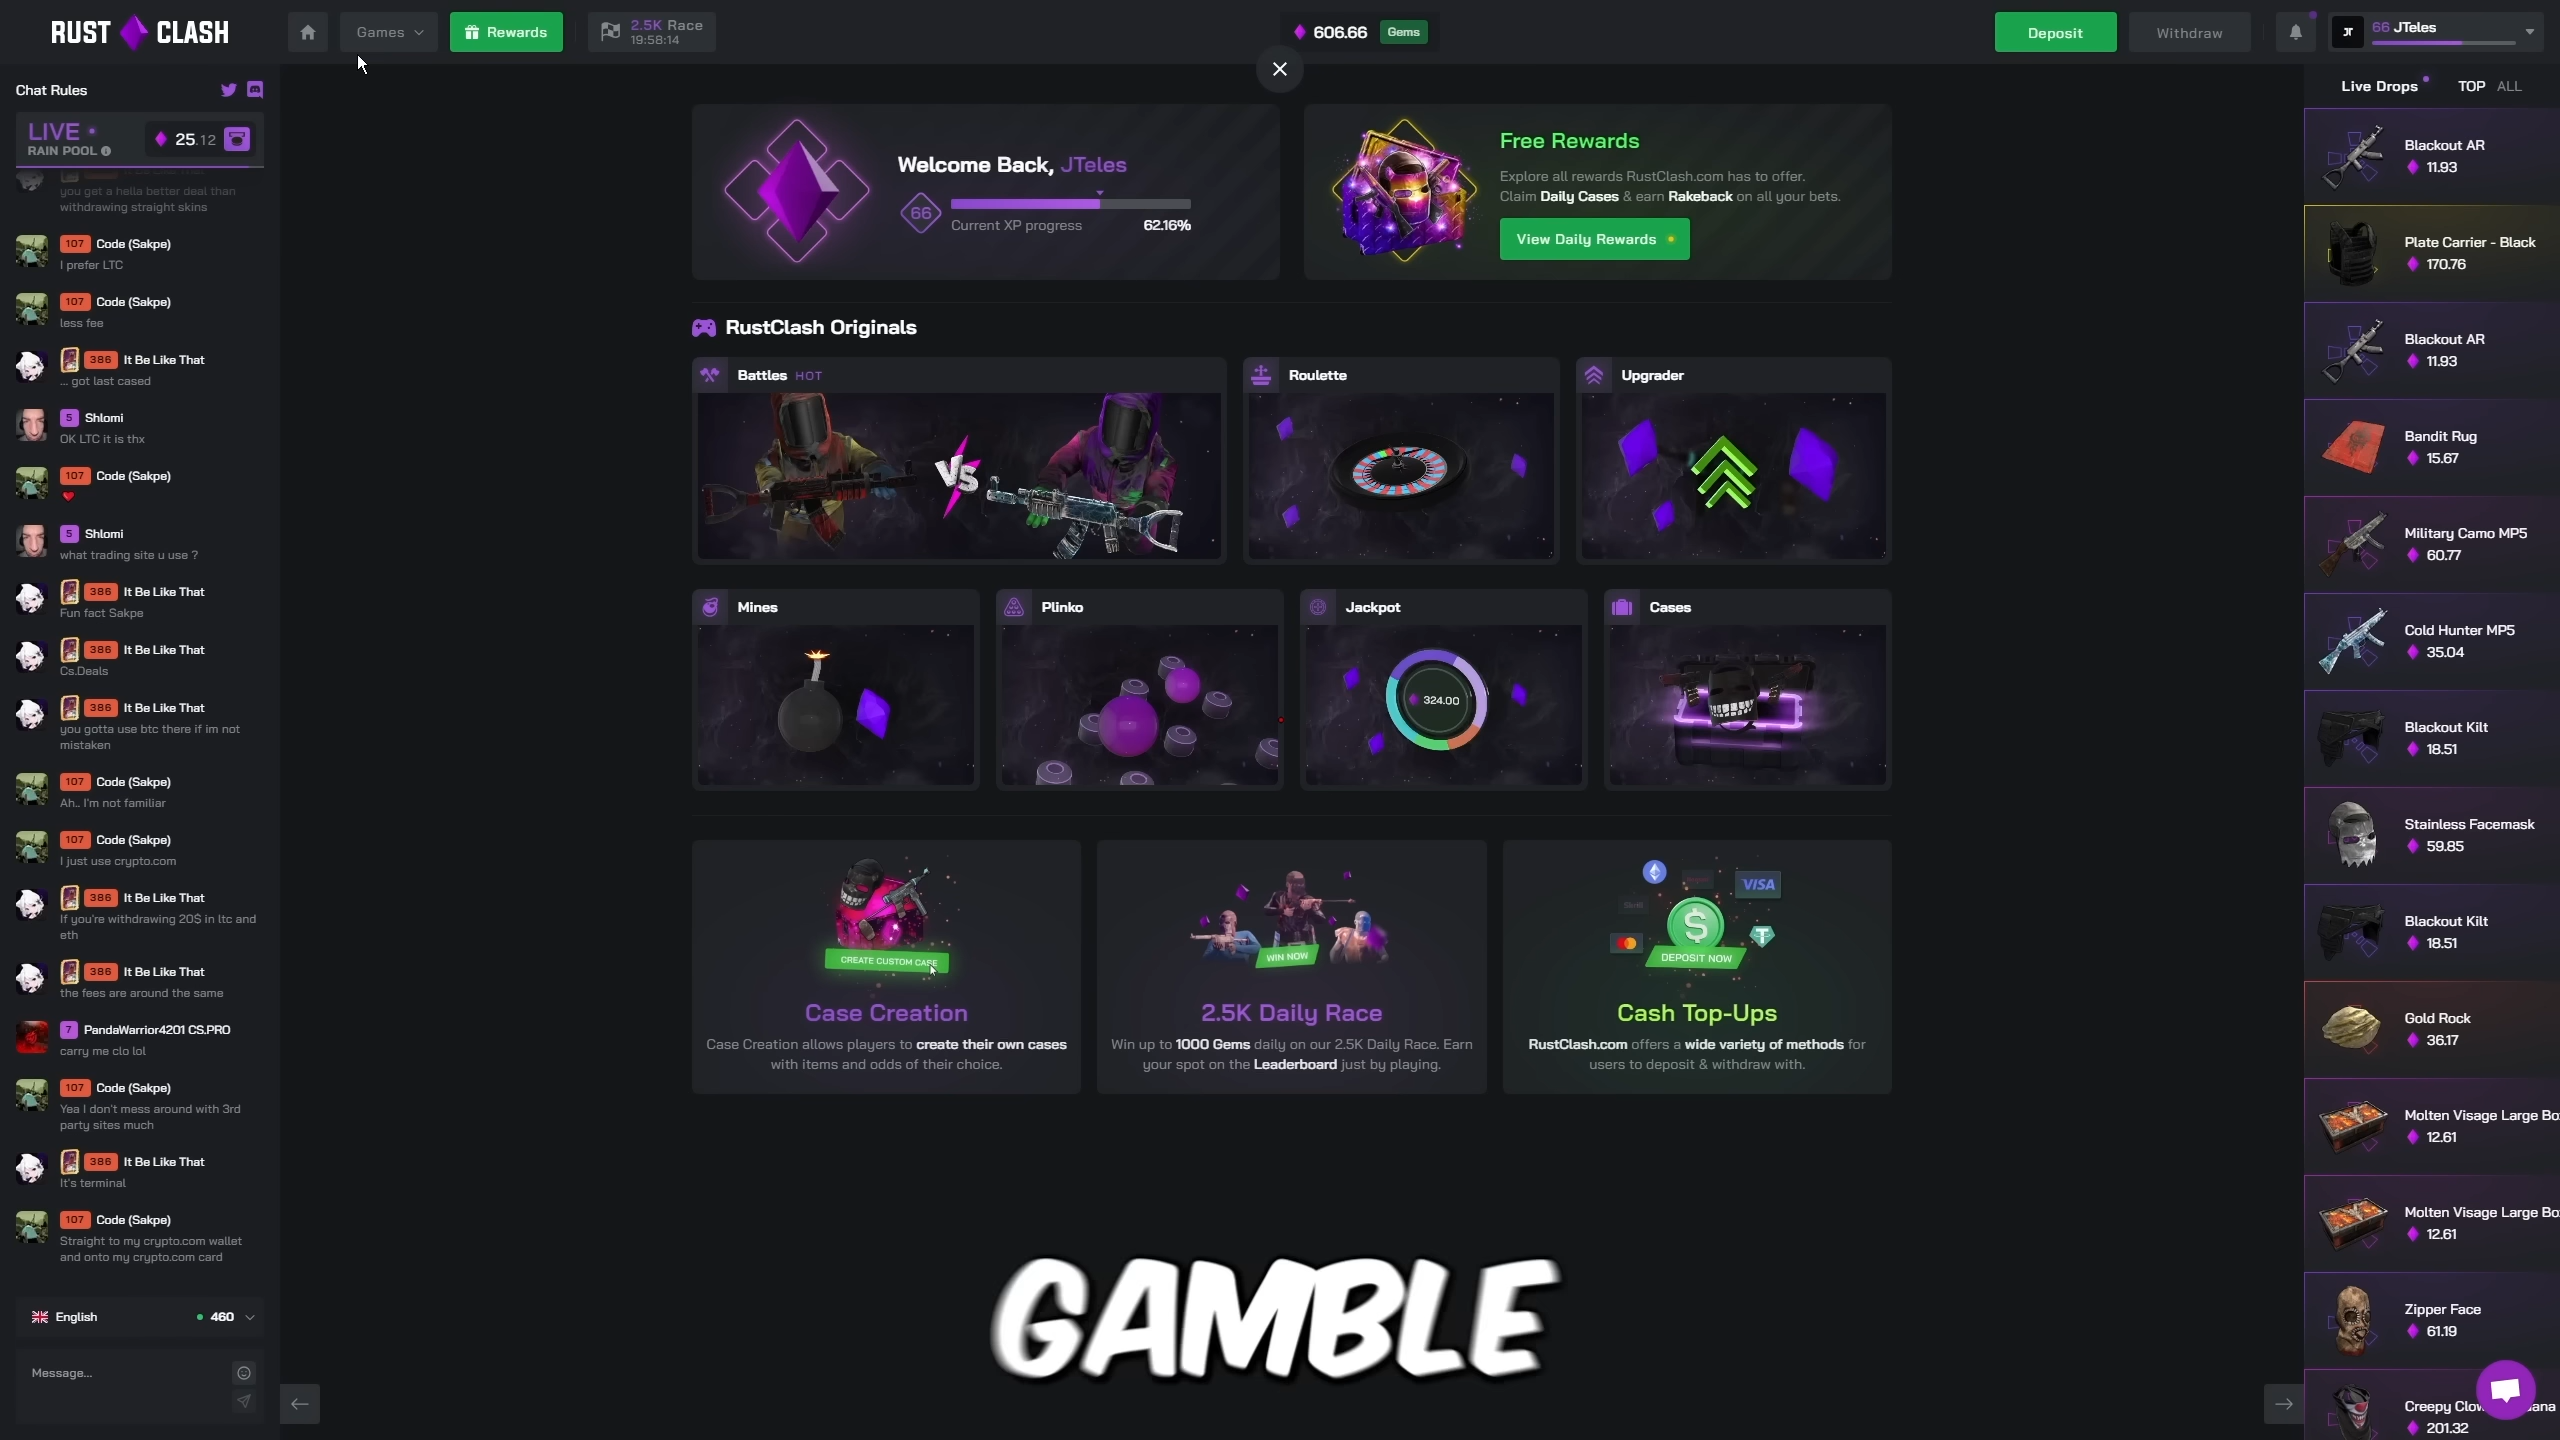 RUST CLASH
Games
Rewards
2.5K Race
19:58:14
606.66 Gems
Deposit
Withdraw
JT
66 JTeles
Chat Rules
LIVE
RAIN POOL
25.12
you get a hella better deal than
withdrawing straight skins
107 Code (Sakpe)
I prefer LTC
107 Code (Sakpe)
less fee
386 It Be Like That
... got last cased
5 Shlomi
OK LTC it is thx
107 Code (Sakpe)
5 Shlomi
what trading site u use ?
386 It Be Like That
Fun fact Sakpe
386 It Be Like That
Cs.Deals
386 It Be Like That
you gotta use btc there if im not
mistaken
107 Code (Sakpe)
Ah.. I'm not familiar
107 Code (Sakpe)
I just use crypto.com
386 It Be Like That
If you're withdrawing 20$ in ltc and
eth
386 It Be Like That
the fees are around the same
7 PandaWarrior4201 CS.PRO
carry me clo lol
107 Code (Sakpe)
Yea I don't mess around with 3rd
party sites much
386 It Be Like That
It's terminal
107 Code (Sakpe)
Straight to my crypto.com wallet
and onto my crypto.com card
English
460
Message...
Welcome Back, JTeles
66
Current XP progress
62.16%
Free Rewards
Explore all rewards RustClash.com has to offer.
Claim Daily Cases & earn Rakeback on all your bets.
View Daily Rewards
RustClash Originals
Battles HOT
VS
Roulette
Upgrader
Mines
Plinko
Jackpot
324.00
Cases
CREATE CUSTOM CASE
Case Creation
Case Creation allows players to create their own cases
with items and odds of their choice.
WIN NOW
2.5K Daily Race
Win up to 1000 Gems daily on our 2.5K Daily Race. Earn
your spot on the Leaderboard just by playing.
VISA
Skrill
DEPOSIT NOW
Cash Top-Ups
RustClash.com offers a wide variety of methods for
users to deposit & withdraw with.
GAMBLE
Live Drops
TOP
ALL
Blackout AR
11.93
Plate Carrier - Black
170.76
Blackout AR
11.93
Bandit Rug
15.67
Military Camo MP5
60.77
Cold Hunter MP5
35.04
Blackout Kilt
18.51
Stainless Facemask
59.85
Blackout Kilt
18.51
Gold Rock
36.17
Molten Visage Large Bo
12.61
Molten Visage Large Bo
12.61
Zipper Face
61.19
Creepy Clo
ana
201.32